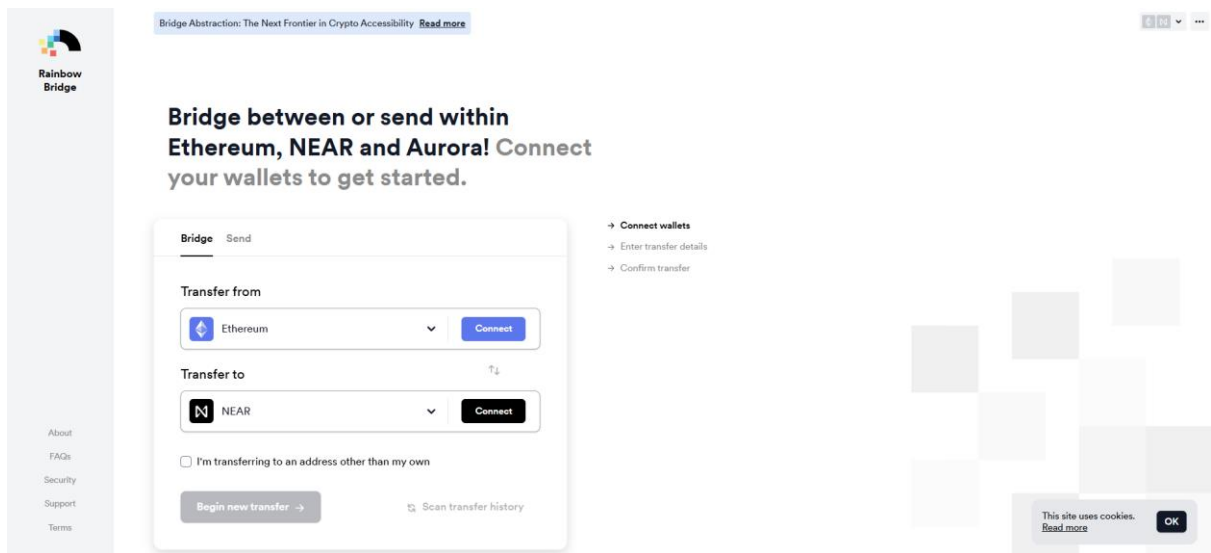 Bridge Abstraction: The Next Frontier in Crypto Accessibility Read more
Rainbow
Bridge
Bridge between or send within
Ethereum, NEAR and Aurora! Connect
your wallets to get started.
Bridge Send
→ Connect wallets
→ Enter transfer details
→ Confirm transfer
Transfer from
Ethereum
Connect
Transfer to
NEAR
Connect
I'm transferring to an address other than my own
Begin new transfer →
Scan transfer history
About
FAQs
Security
Support
Terms
This site uses cookies.
Read more
OK